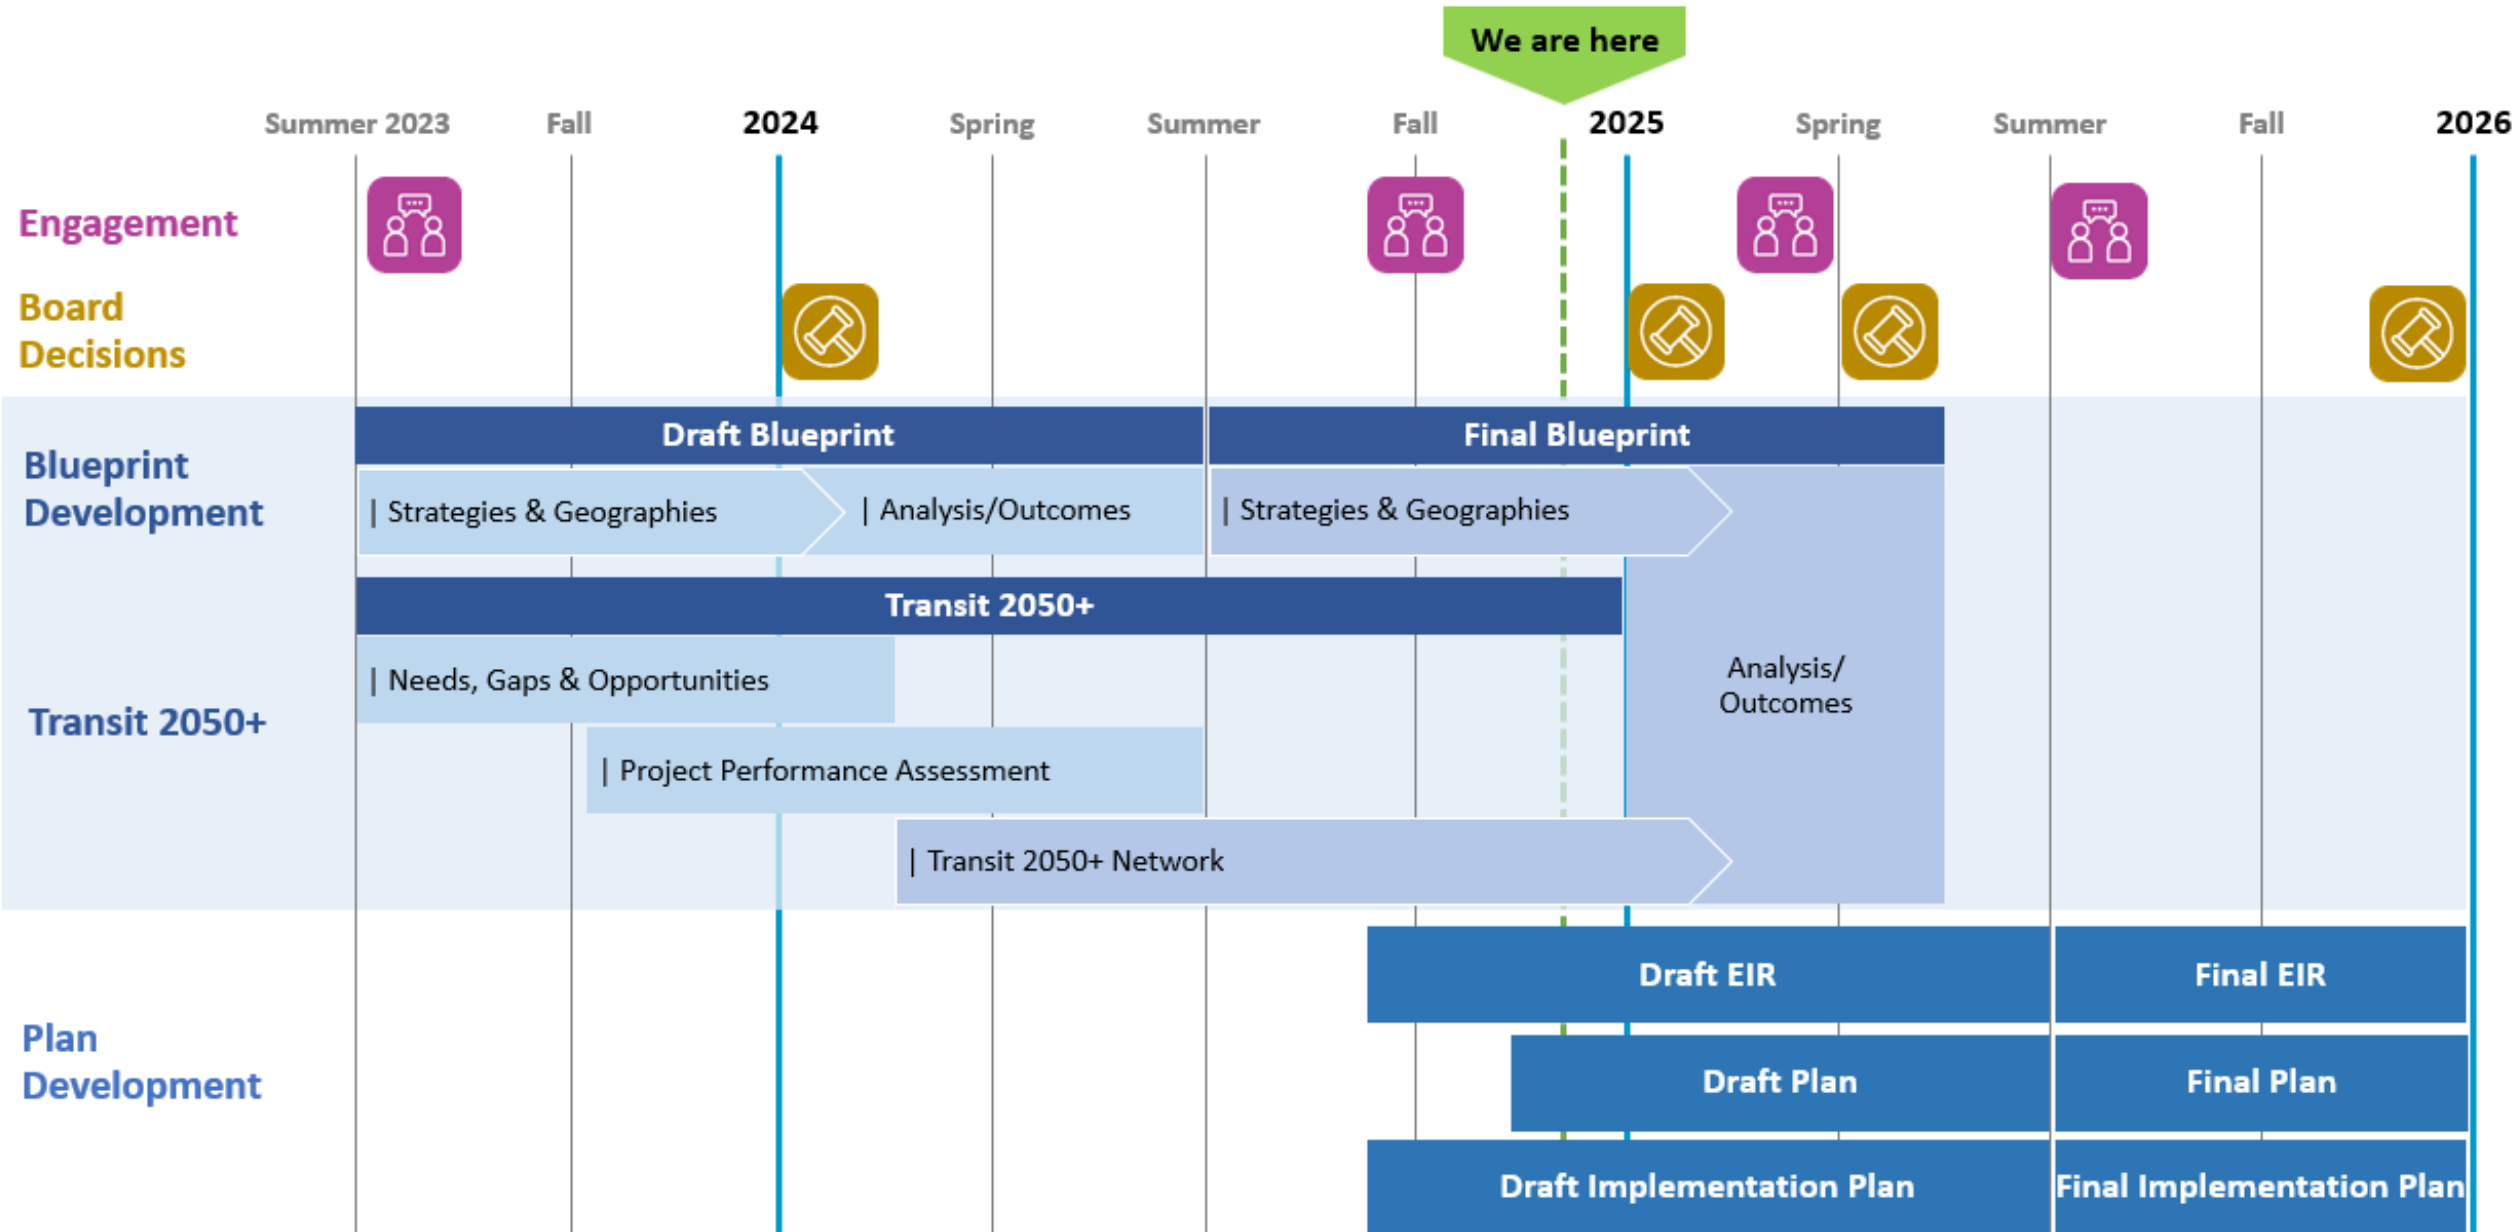 We are here
Summer 2023 Fall 2024 Spring Summer Fall 2025 Spring Summer Fall 2026
Engagement
Board
Decisions
Blueprint
Development
Draft Blueprint
Final Blueprint
| Strategies & Geographies
| Analysis/Outcomes
| Strategies & Geographies
Transit 2050+
Transit 2050+
| Needs, Gaps & Opportunities
| Project Performance Assessment
| Transit 2050+ Network
Analysis/
Outcomes
Plan
Development
Draft EIR
Final EIR
Draft Plan
Final Plan
Draft Implementation Plan
Final Implementation Plan